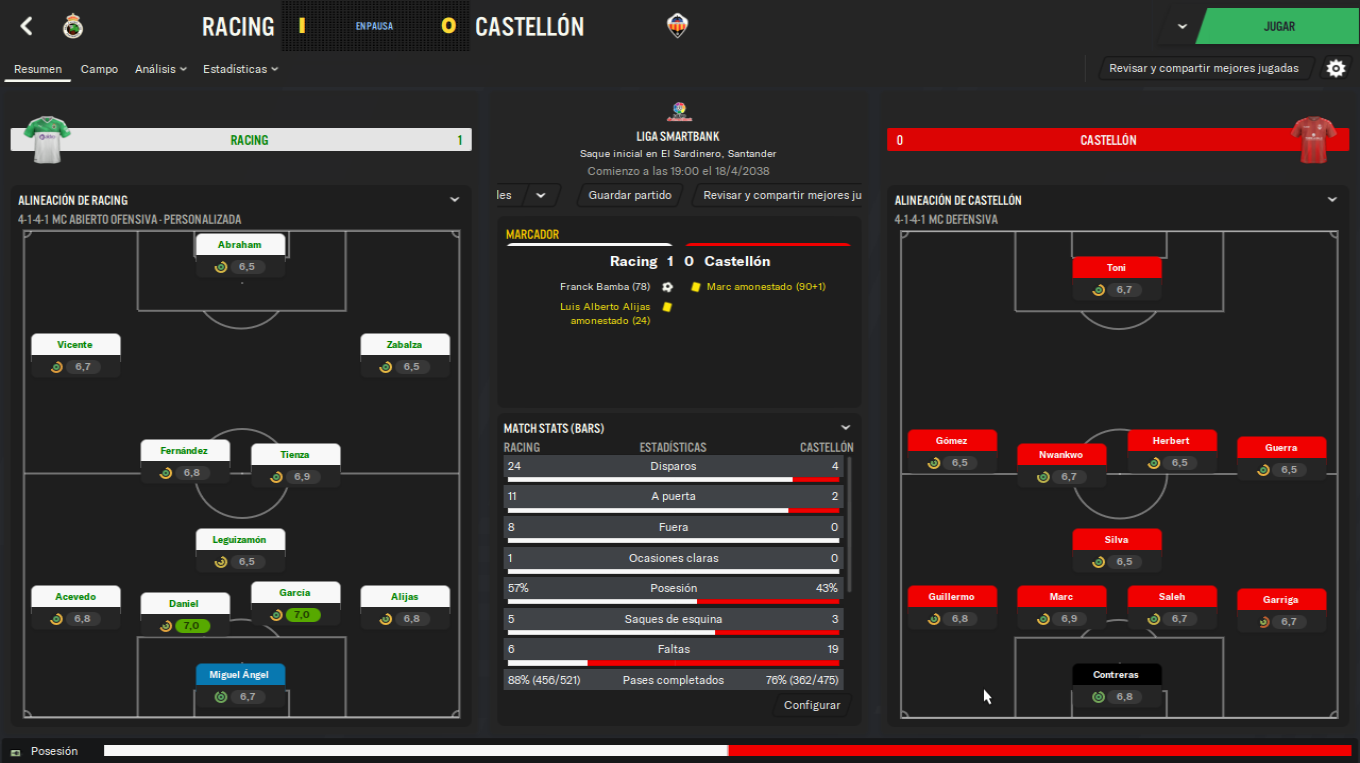 RACING 1 EN PAUSA 0 CASTELLÓN
JUGAR
Resumen Campo Análisis Estadísticas
Revisar y compartir mejores jugadas
RACING 1
LIGA SMARTBANK
Saque inicial en El Sardinero, Santander
Comienzo a las 19:00 el 18/4/2038
les Guardar partido Revisar y compartir mejores ju
0 CASTELLÓN
ALINEACIÓN DE RACING
4-1-4-1 MC ABIERTO OFENSIVA - PERSONALIZADA
Abraham
6,5
Vicente
6,7
Zabalza
6,5
Fernández
6,8
Tienza
6,9
Leguizamón
6,5
Acevedo
6,8
Daniel
7,0
García
7,0
Alijas
6,8
Miguel Ángel
6,7
MARCADOR
Racing 1 0 Castellón
Franck Bamba (78)
Marc amonestado (90+1)
Luis Alberto Alijas
amonestado (24)
MATCH STATS (BARS)
RACING ESTADÍSTICAS CASTELLÓN
24 Disparos 4
11 A puerta 2
8 Fuera 0
1 Ocasiones claras 0
57% Posesión 43%
5 Saques de esquina 3
6 Faltas 19
88% (456/521) Pases completados 76% (362/475)
Configurar
ALINEACIÓN DE CASTELLÓN
4-1-4-1 MC DEFENSIVA
Toni
6,7
Gómez
6,5
Nwankwo
6,7
Herbert
6,5
Guerra
6,5
Silva
6,5
Guillermo
6,8
Marc
6,9
Saleh
6,7
Garriga
6,7
Contreras
6,8
Posesión